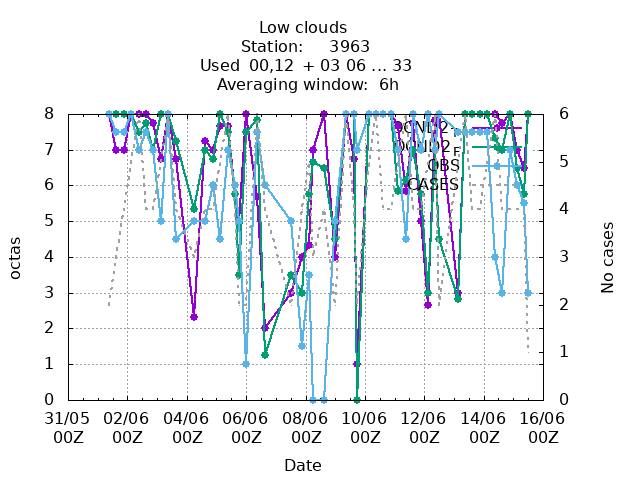 Low clouds
Station: 3963
Used 00,12 + 03 06 ... 33
Averaging window: 6h
8
7
6
5
4
3
2
1
0
octas
6
5
4
3
2
1
0
No cases
OBS
CASES
31/05 02/06 04/06 06/06 08/06 10/06 12/06 14/06 16/06
00Z 00Z 00Z 00Z 00Z 00Z 00Z 00Z 00Z
Date